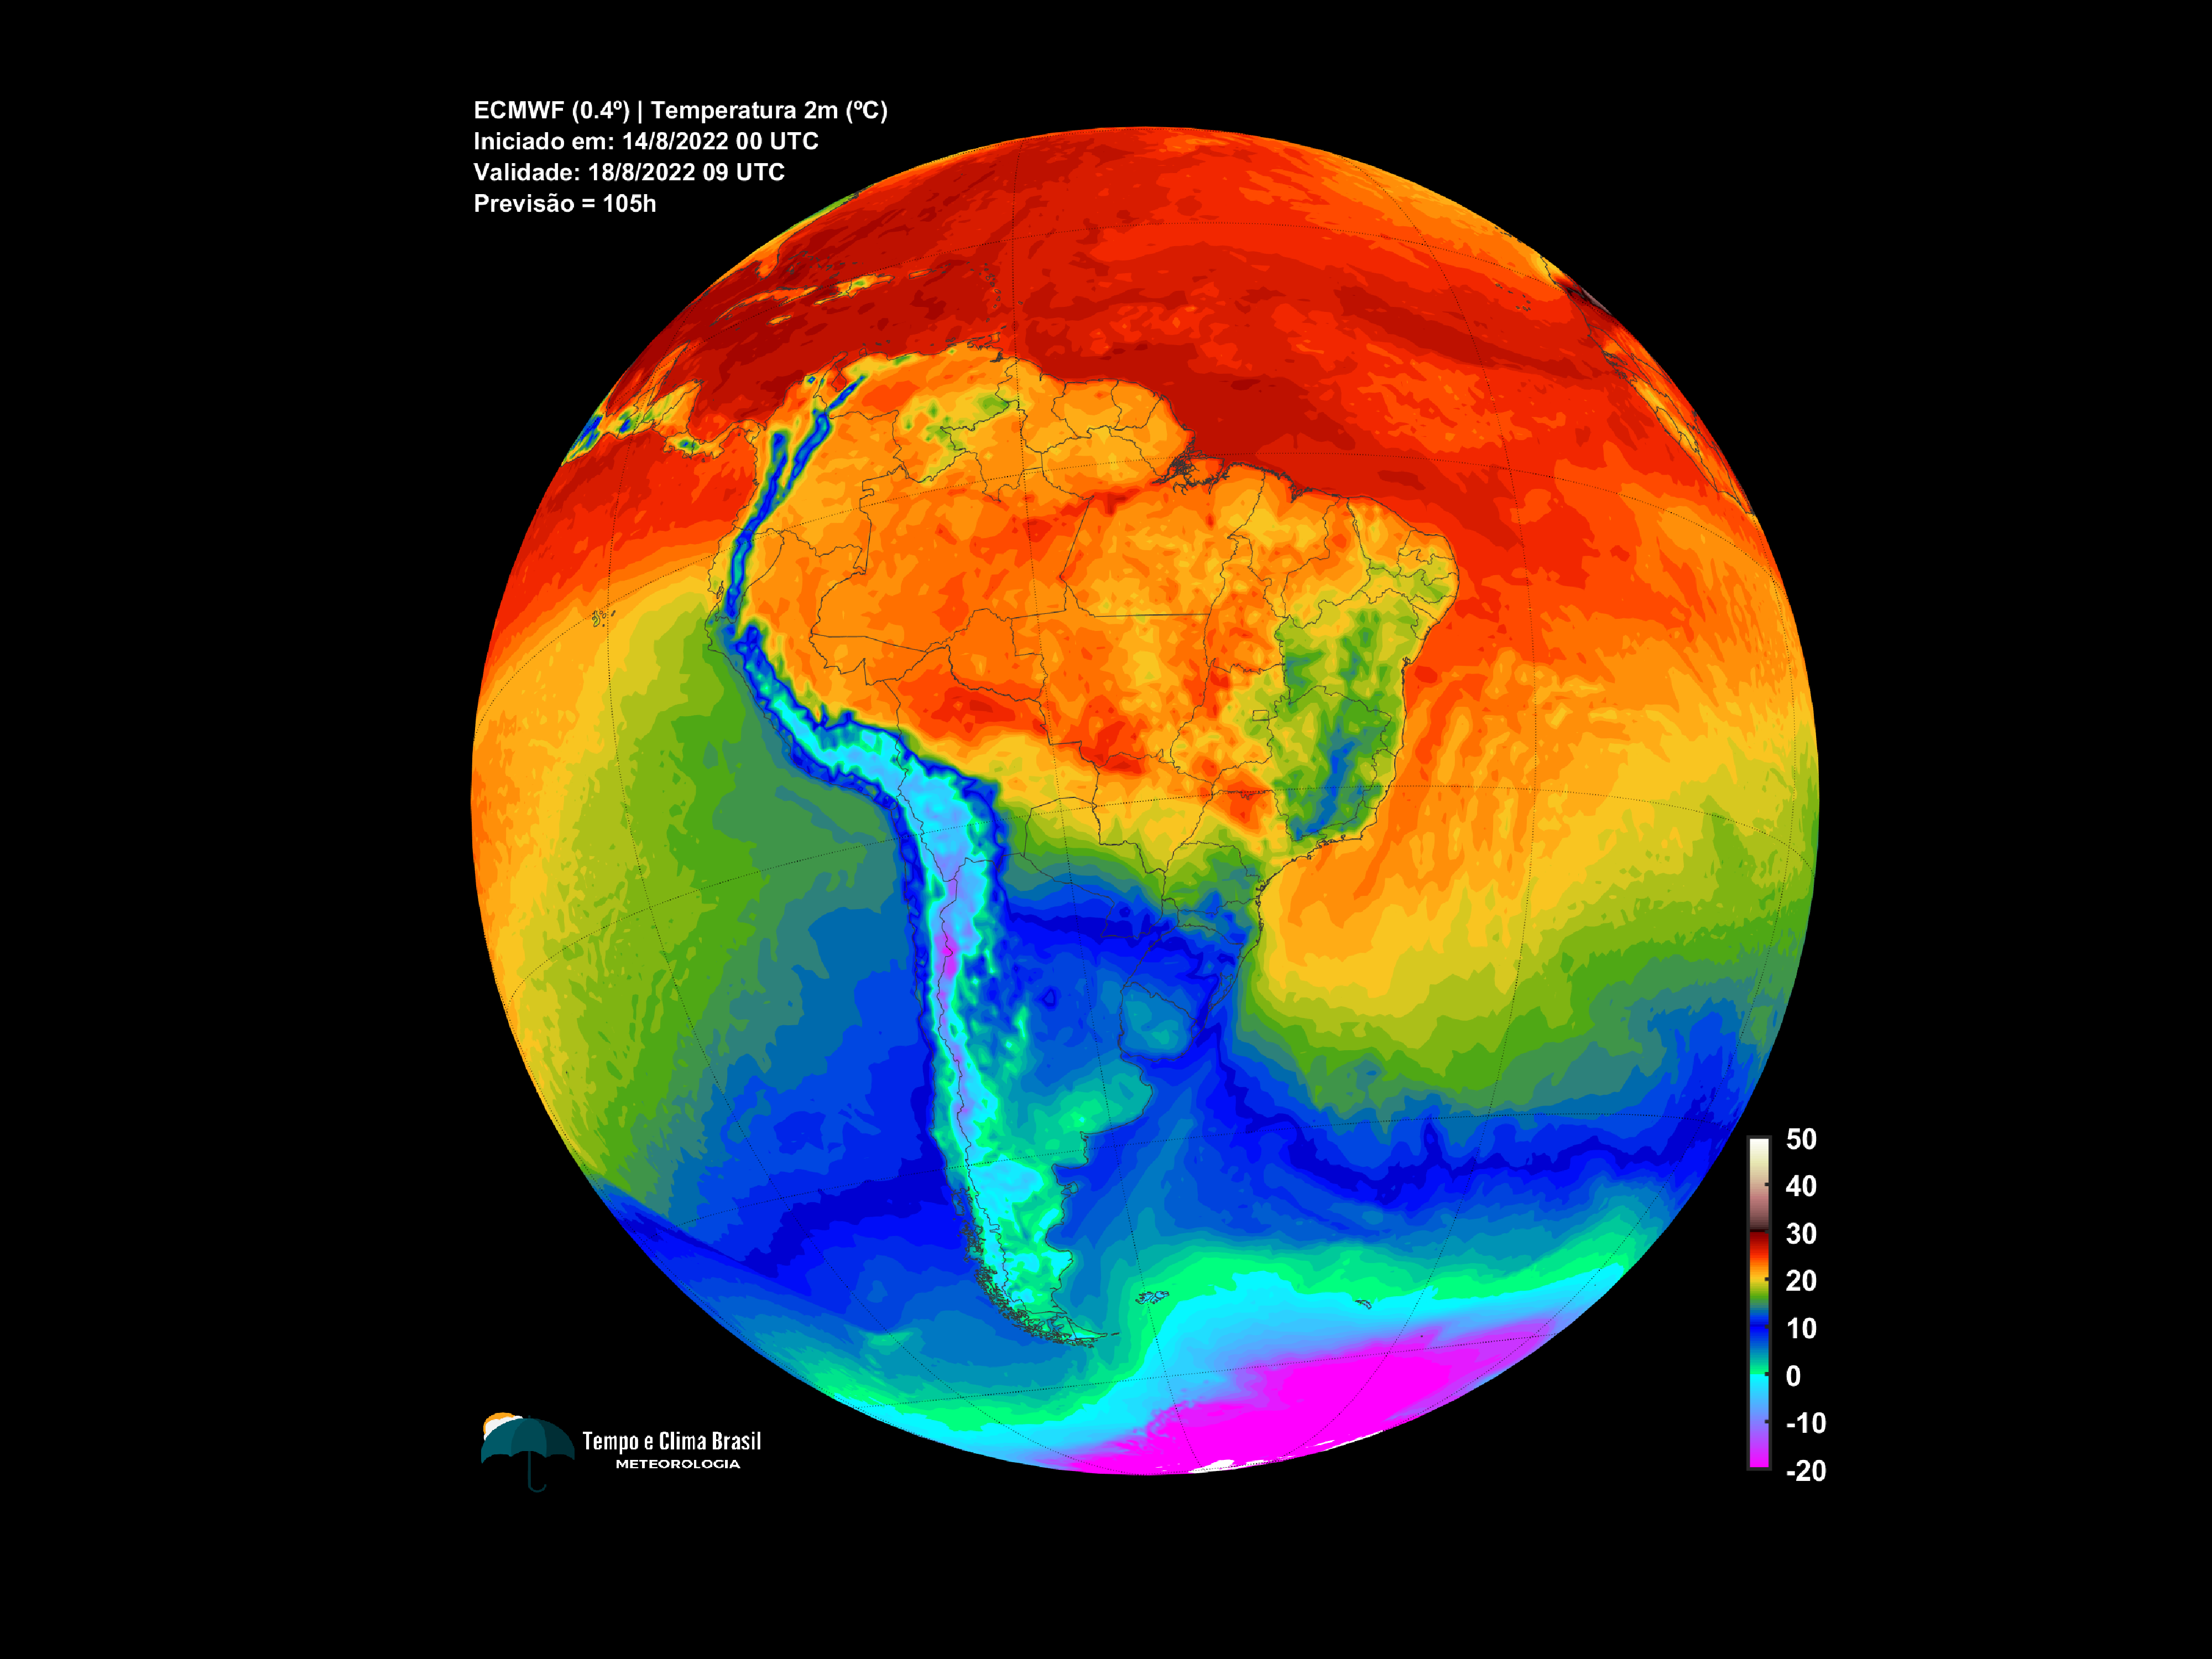 ECMWF (0.4º) | Temperatura 2m (ºC)
Iniciado em: 14/8/2022 00 UTC
Validade: 18/8/2022 09 UTC
Previsão = 105h
50
40
30
20
10
0
-10
-20
Tempo e Clima Brasil
METEOROLOGIA